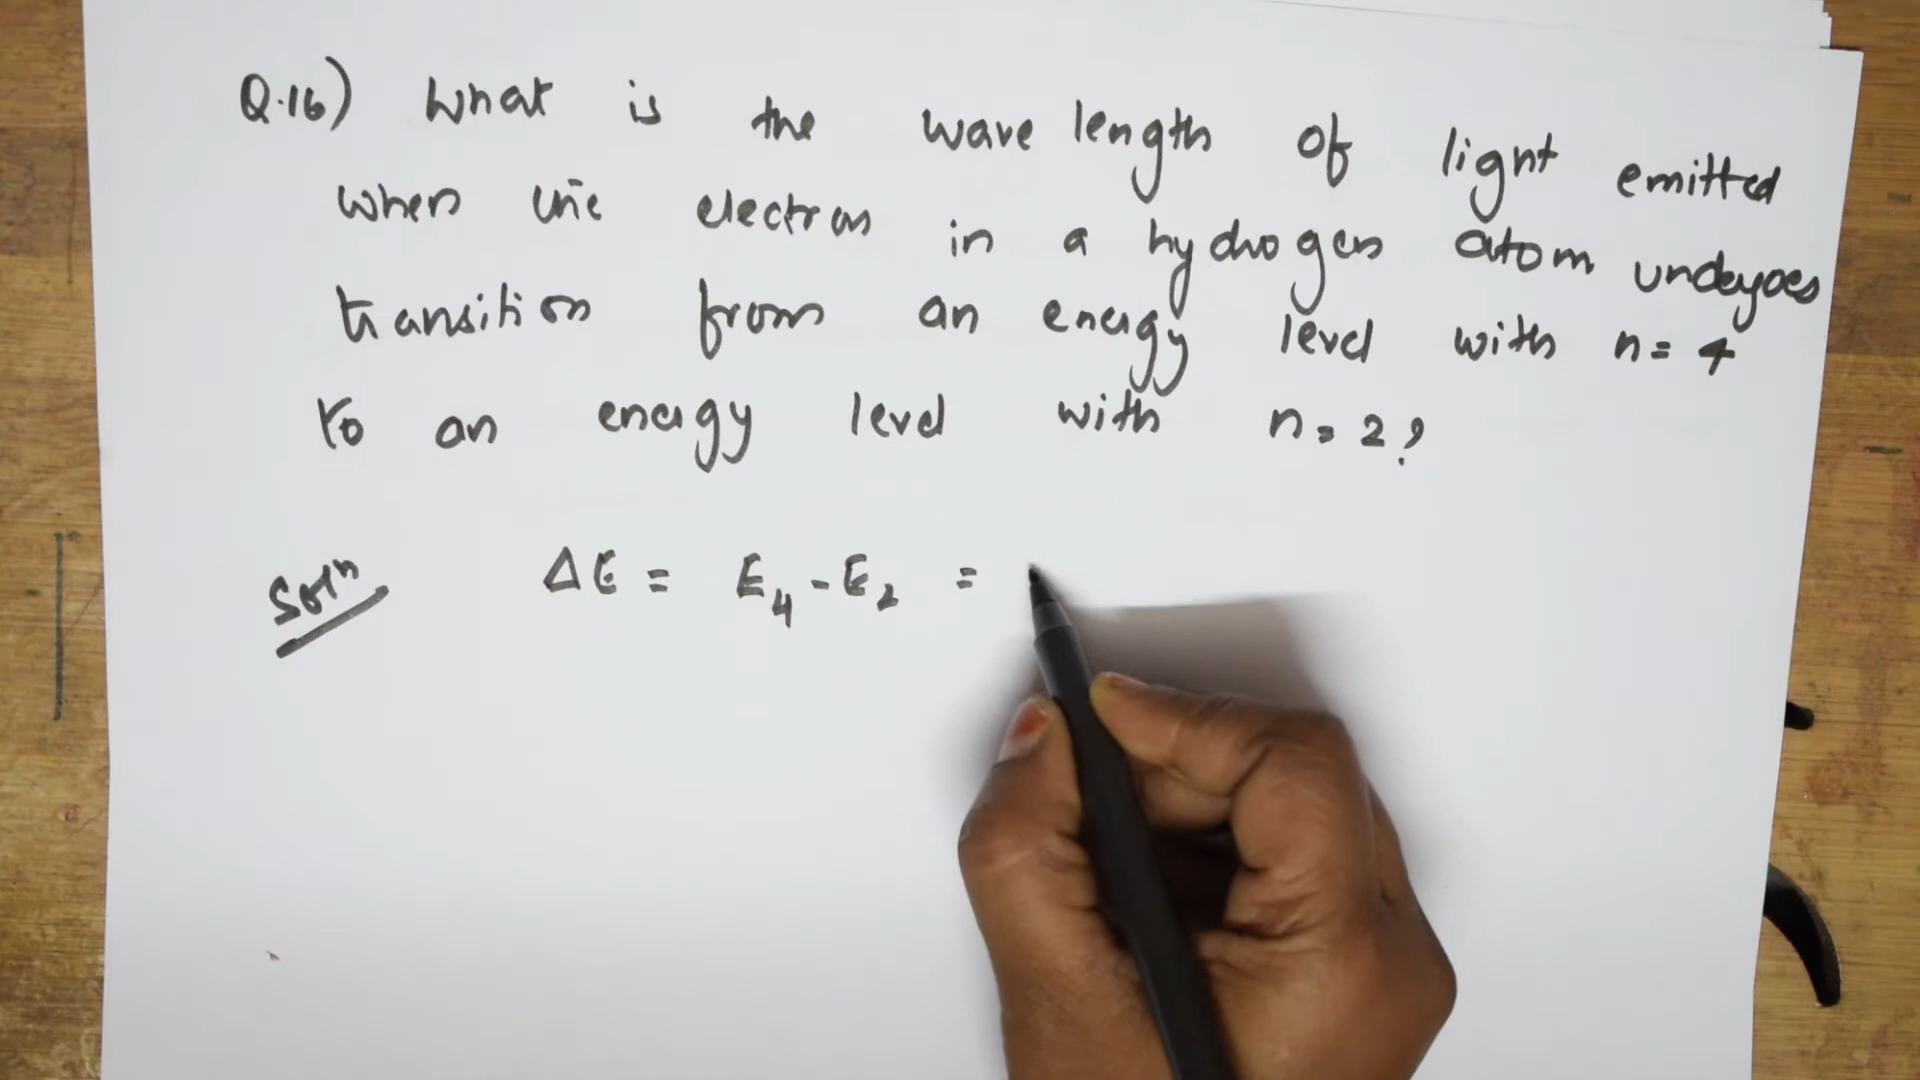 Q.16) What is the wave length of light emitted
when the electron in a hydrogen atom undergoes
transition from an energy level with n = 4
to an energy level with n = 2?
Solⁿ ΔE = E₄ - E₂ =